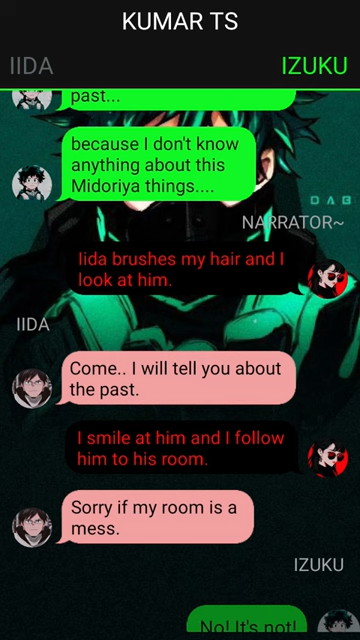 KUMAR TS
IIDA
IZUKU
past...
because I don't know
anything about this
Midoriya things....
DAB
NARRATOR~
Iida brushes my hair and I
look at him.
IIDA
Come.. I will tell you about
the past.
I smile at him and I follow
him to his room.
Sorry if my room is a
mess.
IZUKU
No! It's not!